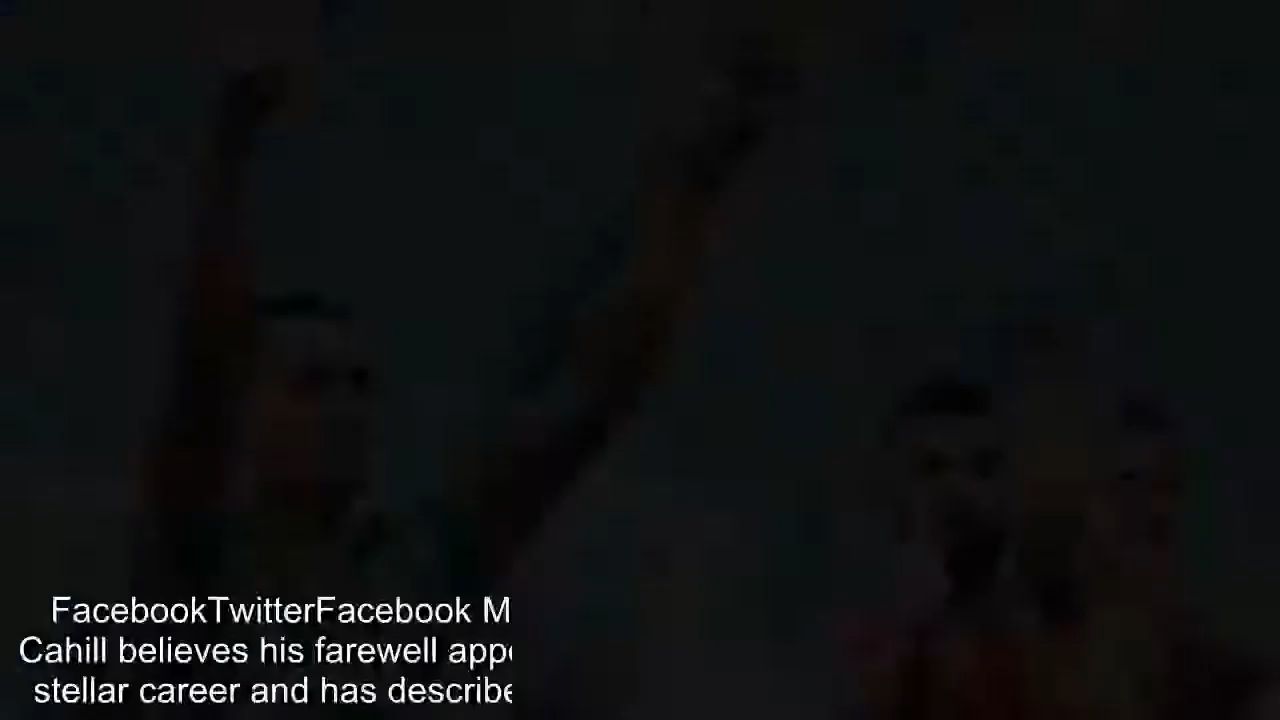 FacebookTwitterFacebook M
Cahill believes his farewell app
stellar career and has describe